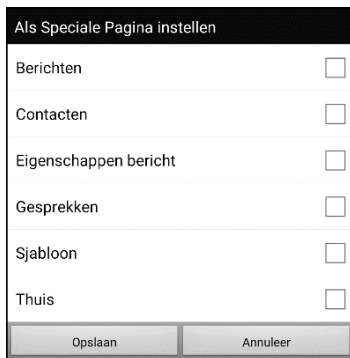 Als Speciale Pagina instellen
Berichten
Contacten
Eigenschappen bericht
Gesprekken
Sjabloon
Thuis
Opslaan Annuleer